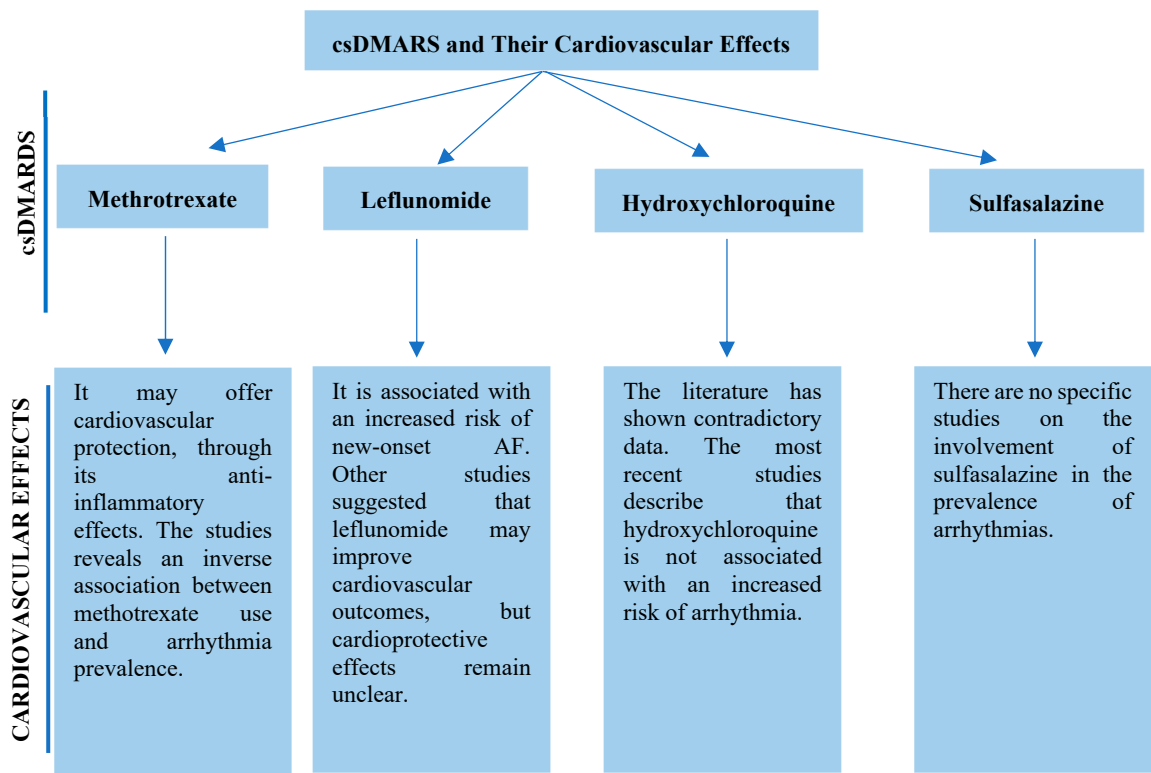 csDMARS and Their Cardiovascular Effects
csDMARDS
Methrotrexate
Leflunomide
Hydroxychloroquine
Sulfasalazine
CARDIOVASCULAR EFFECTS
It may offer
cardiovascular
protection, through
its anti-
inflammatory
effects. The studies
reveals an inverse
association between
methotrexate use
and arrhythmia
prevalence.
It is associated with
an increased risk of
new-onset AF.
Other studies
suggested that
leflunomide may
improve
cardiovascular
outcomes, but
cardioprotective
effects remain
unclear.
The literature has
shown contradictory
data. The most
recent studies
describe that
hydroxychloroquine
is not associated
with an increased
risk of arrhythmia.
There are no specific
studies on the
involvement of
sulfasalazine in the
prevalence of
arrhythmias.